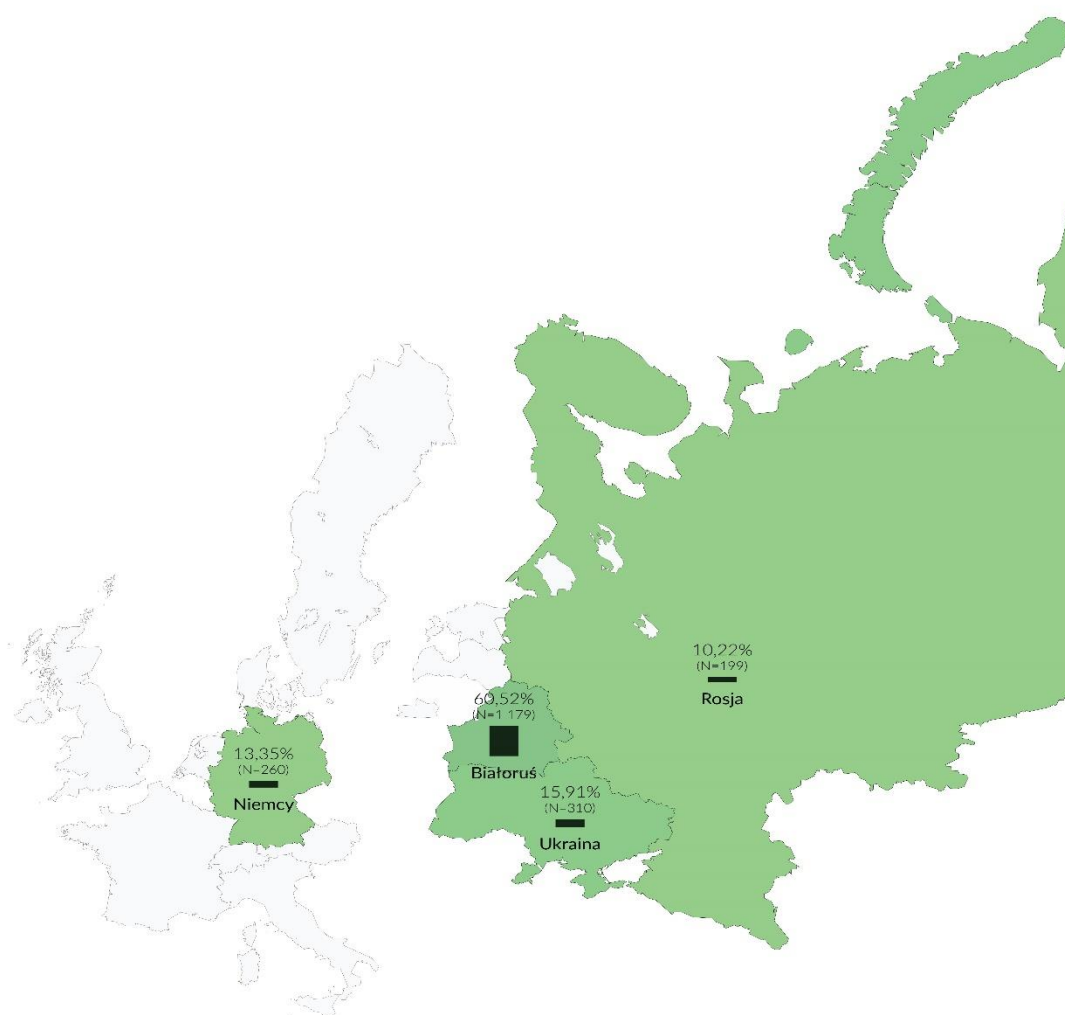 10,22%
(N=199)
Rosja
60,52%
(N=1 179)
Białoruś
13,35%
(N=260)
Niemcy
15,91%
(N=310)
Ukraina